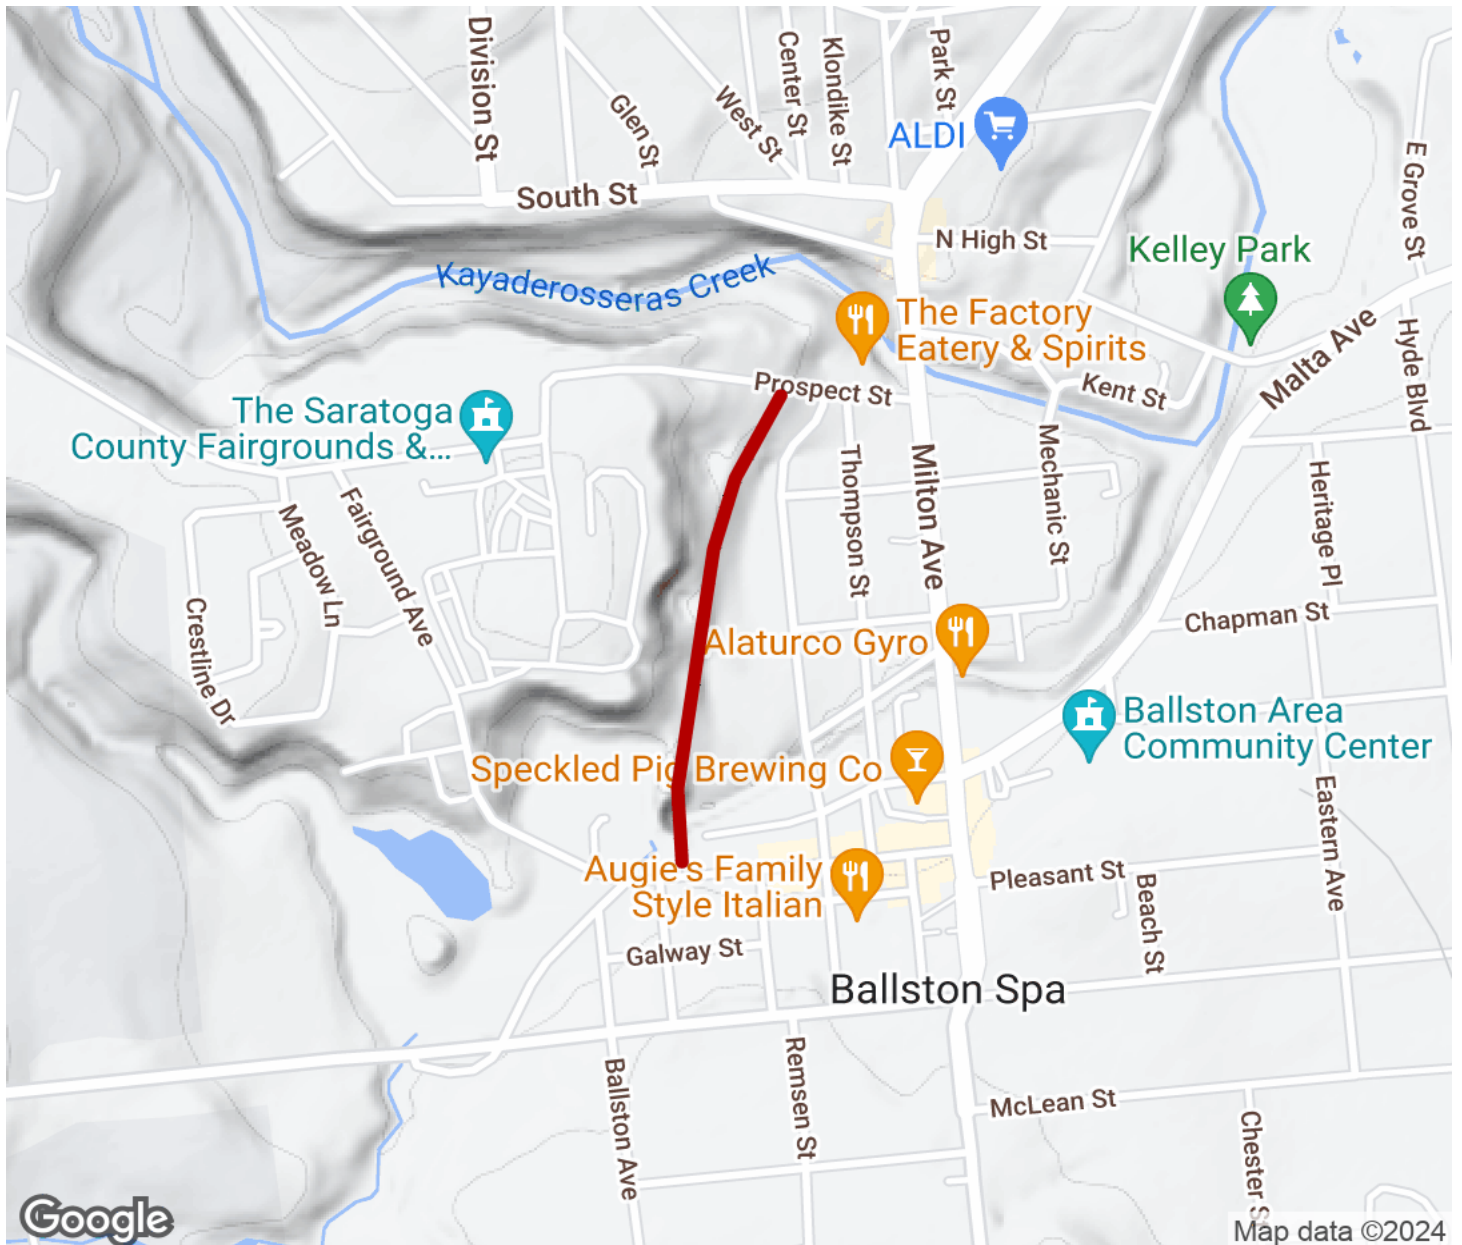 Division St
Center St
Klondike St
Park St
Glen St
West St
ALDI
South St
E Grove St
N High St
Kelley Park
Kayaderosseras Creek
The Factory
Eatery & Spirits
Malta Ave
Hyde Blvd
Prospect St
Kent St
The Saratoga
County Fairgrounds &...
Thompson St
Milton Ave
Mechanic St
Heritage Pl
Meadow Ln
Fairground Ave
Crestline Dr
Chapman St
Alaturco Gyro
Ballston Area
Community Center
Speckled Pig Brewing Co
Eastern Ave
Augie's Family
Style Italian
Pleasant St
Beach St
Galway St
Ballston Spa
Ballston Ave
Remsen St
McLean St
Chester St
Google
Map data ©2024